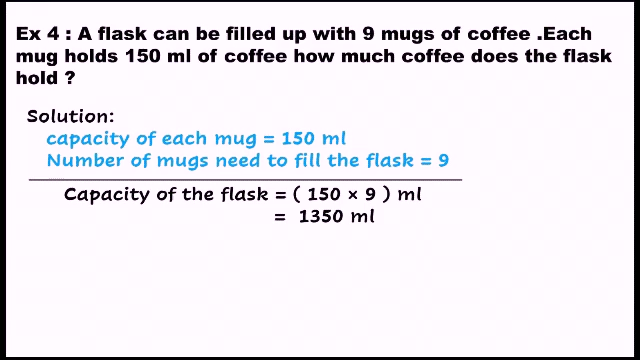 Ex 4 : A flask can be filled up with 9 mugs of coffee .Each
mug holds 150 ml of coffee how much coffee does the flask
hold ?
Solution:
capacity of each mug = 150 ml
Number of mugs need to fill the flask = 9
Capacity of the flask = ( 150 × 9 ) ml
= 1350 ml